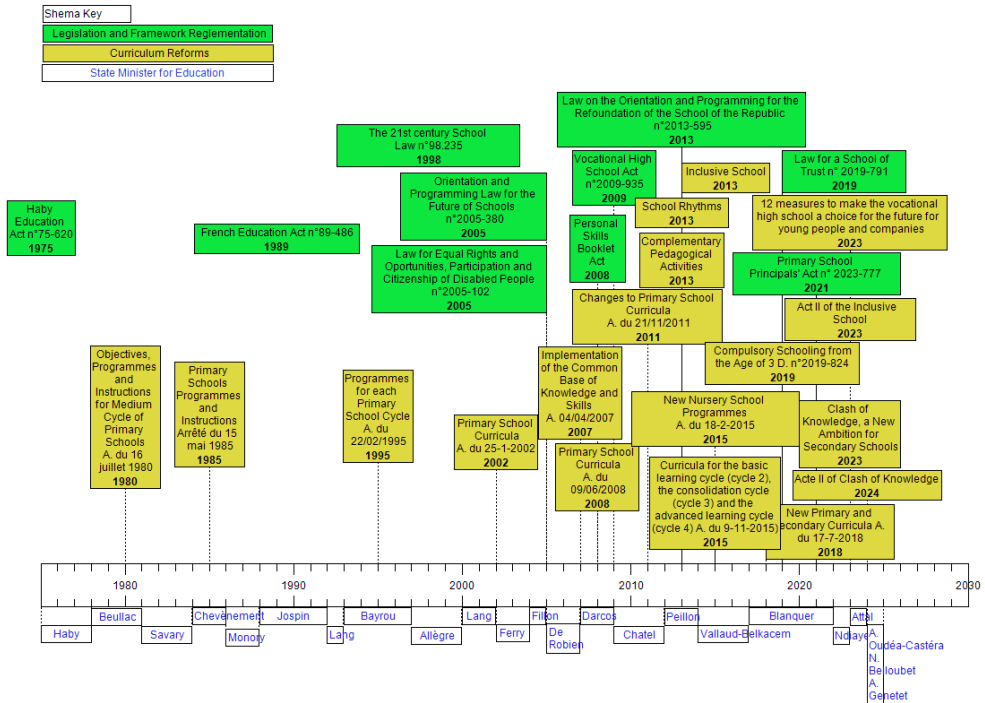 Shema Key
Legislation and Framework Reglementation
Curriculum Reforms
State Minister for Education
Law on the Orientation and Programming for the
Refoundation of the School of the Republic
n°2013-595
2013
The 21st century School
Law n°98.235
1998
Vocational High
School Act
n°2009-935
2009
Inclusive School
2013
Law for a School of
Trust n° 2019-791
2019
Orientation and
Programming Law for the
Future of Schools
n°2005-380
2005
Haby
Education
Act n°75-620
1975
French Education Act n°89-486
1989
School Rhythms
2013
12 measures to make the vocational
high school a choice for the future for
young people and companies
2023
Personal
Skills
Booklet
Act
2008
Complementary
Pedagogical
Activities
2013
Law for Equal Rights and
Oportunities, Participation and
Citizenship of Disabled People
n°2005-102
2005
Primary School
Principals' Act n° 2023-777
2021
Changes to Primary School
Curricula
A. du 21/11/2011
2011
Act II of the Inclusive
School
2023
Objectives,
Programmes
and
Instructions
for Medium
Cycle of
Primary
Schools
A. du 16
juillet 1980
1980
Primary
Schools
Programmes
and
Instructions
Arrêté du 15
mai 1985
1985
Programmes
for each
Primary
School Cycle
A. du
22/02/1995
1995
Implementation
of the Common
Base of
Knowledge and
Skills
A. 04/04/2007
2007
Compulsory Schooling from
the Age of 3 D. n°2019-824
2019
New Nursery School
Programmes
A. du 18-2-2015
2015
Clash of
Knowledge, a New
Ambition for
Secondary Schools
2023
Primary School
Curricula
A. du 25-1-2002
2002
Primary School
Curricula
A. du
09/06/2008
2008
Curricula for the basic
learning cycle (cycle 2),
the consolidation cycle
(cycle 3) and the
advanced learning cycle
(cycle 4) A. du 9-11-2015)
2015
Acte II of Clash of Knowledge
2024
New Primary and
econdary Curricula A.
du 17-7-2018
2018
1980 1990 2000 2010 2020 2030
Beullac Chevènement Jospin Bayrou Lang Fillon Darcos Peillon Blanquer Attal
Haby Savary Monory Lang Allègre Ferry De Robien Chatel Vallaud-Belkacem Ndiaye A.
Oudéa-Castéra
N.
Belloubet
A.
Genetet